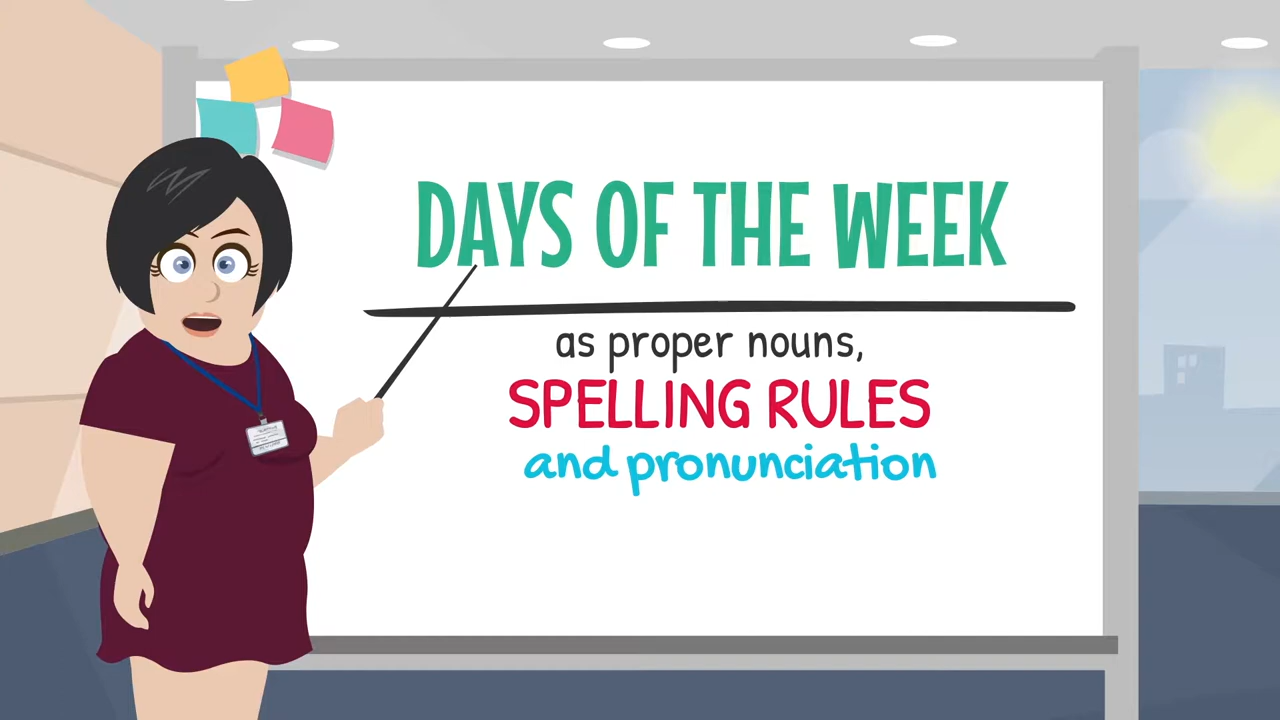 DAYS OF THE WEEK
as proper nouns,
SPELLING RULES
and pronunciation